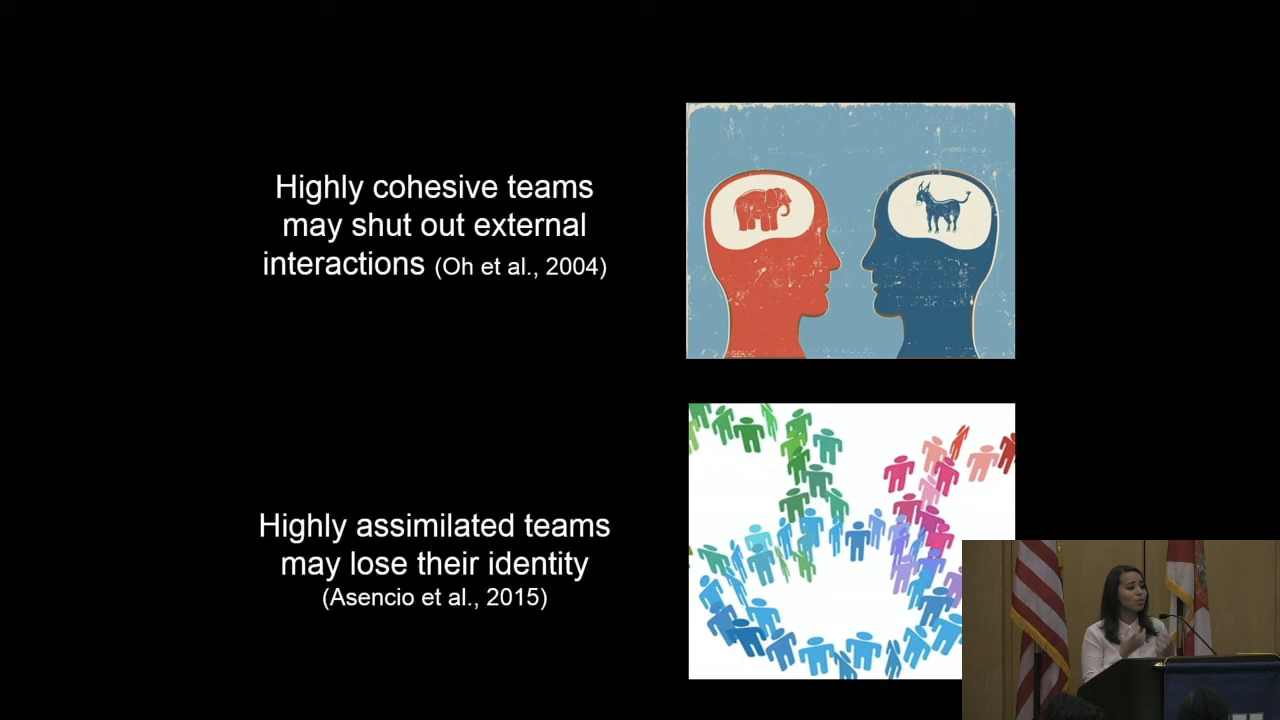 Highly cohesive teams
may shut out external
interactions (Oh et al., 2004)
Highly assimilated teams
may lose their identity
(Asencio et al., 2015)